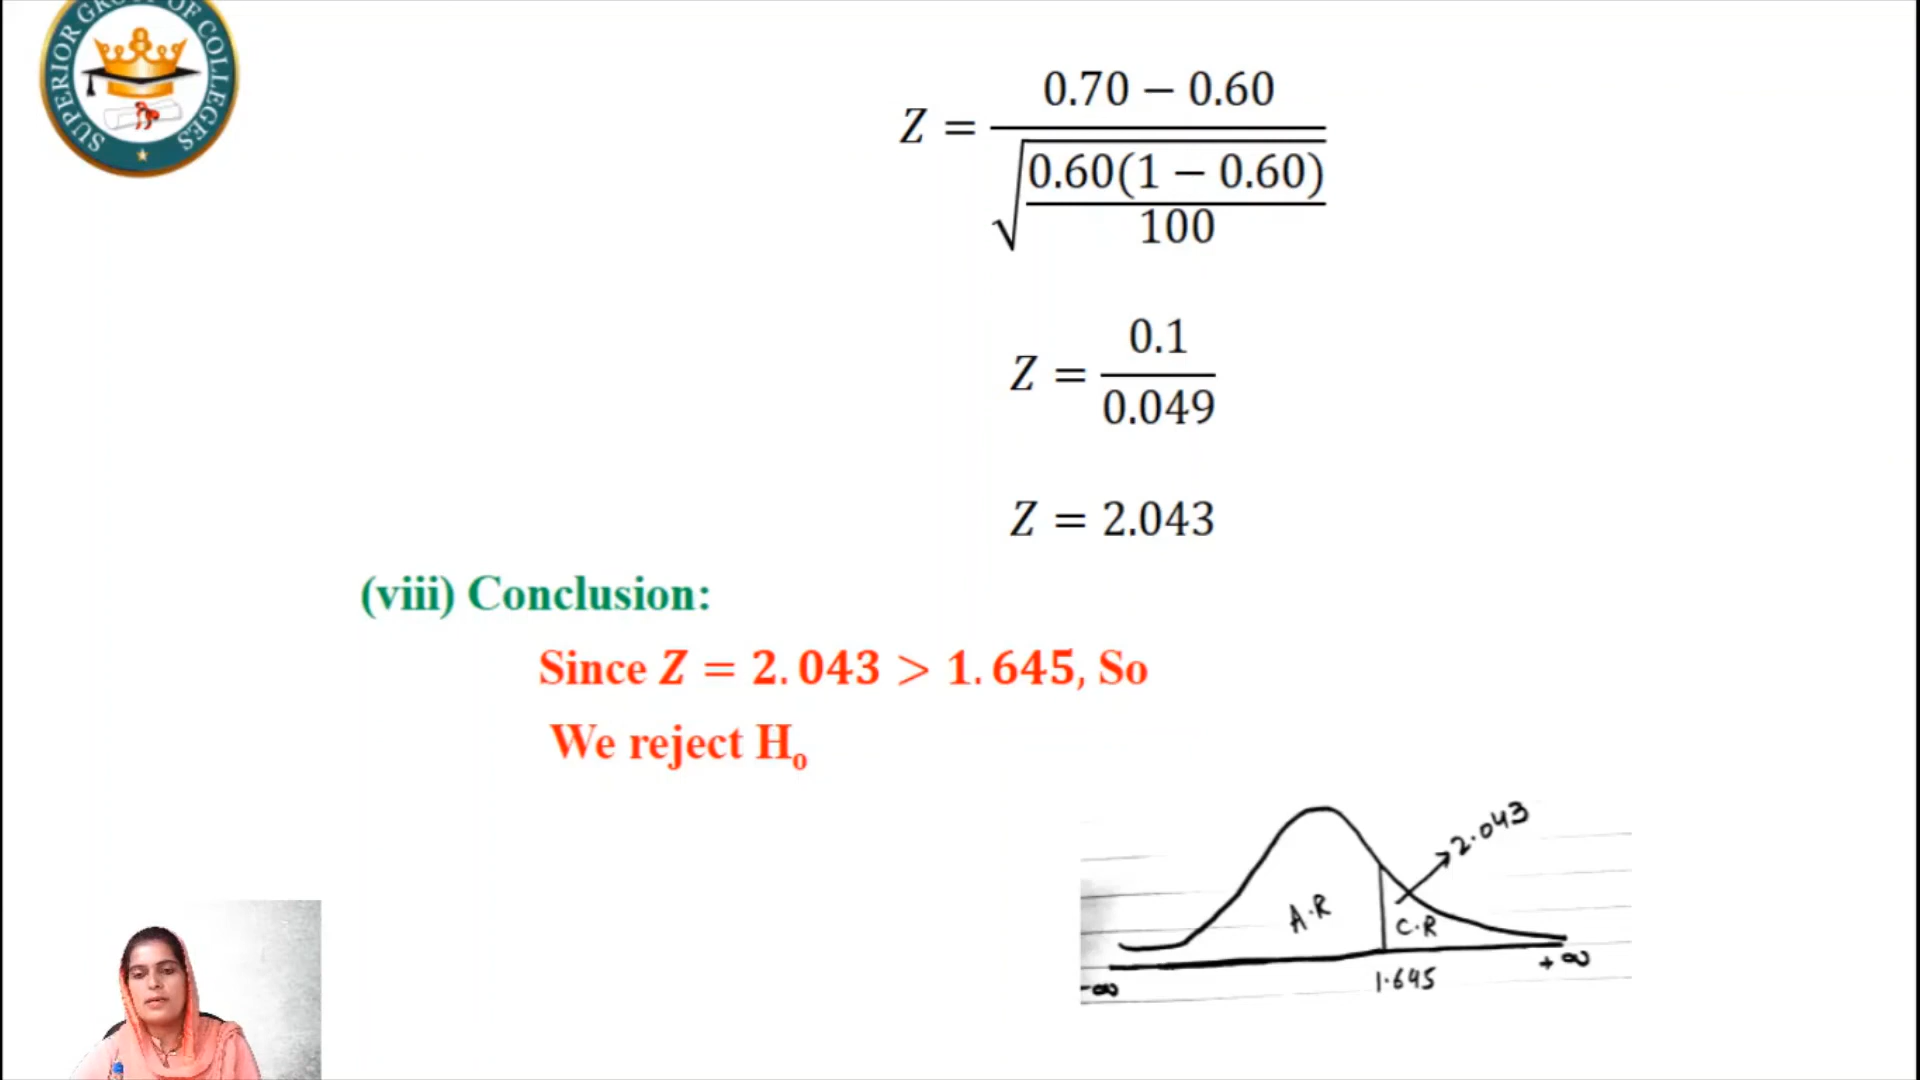 SUPERIOR GROUP OF COLLEGES
Z = 0.70 − 0.60 / √(0.60(1 − 0.60) / 100)
Z = 0.1 / 0.049
Z = 2.043
(viii) Conclusion:
Since Z = 2.043 > 1.645, So
We reject H₀
2.043
A.R
C.R
-∞
1.645
+∞